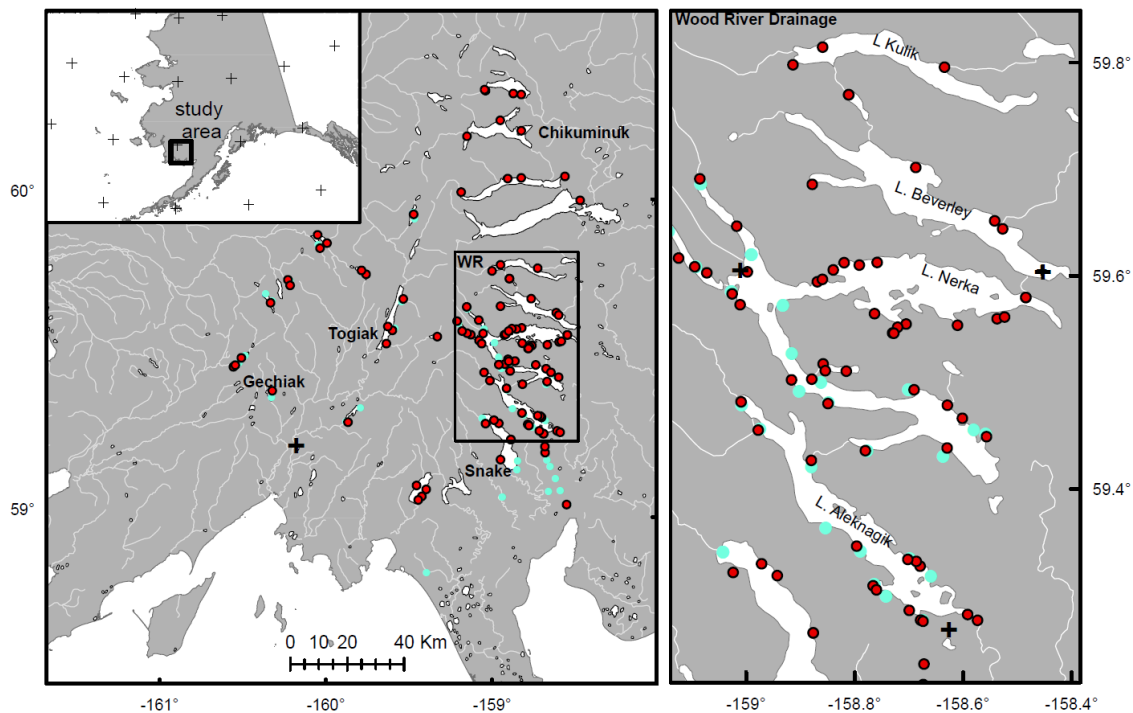 Wood River Drainage
study
area
L Kulik
59.8°
Chikuminuk
60°
L. Beverley
WR
59.6°
L. Nerka
Togiak
Gechiak
Snake
59.4°
59°
L. Aleknagik
0 10 20 40 Km
-161° -160° -159° -159° -158.8° -158.6° -158.4°